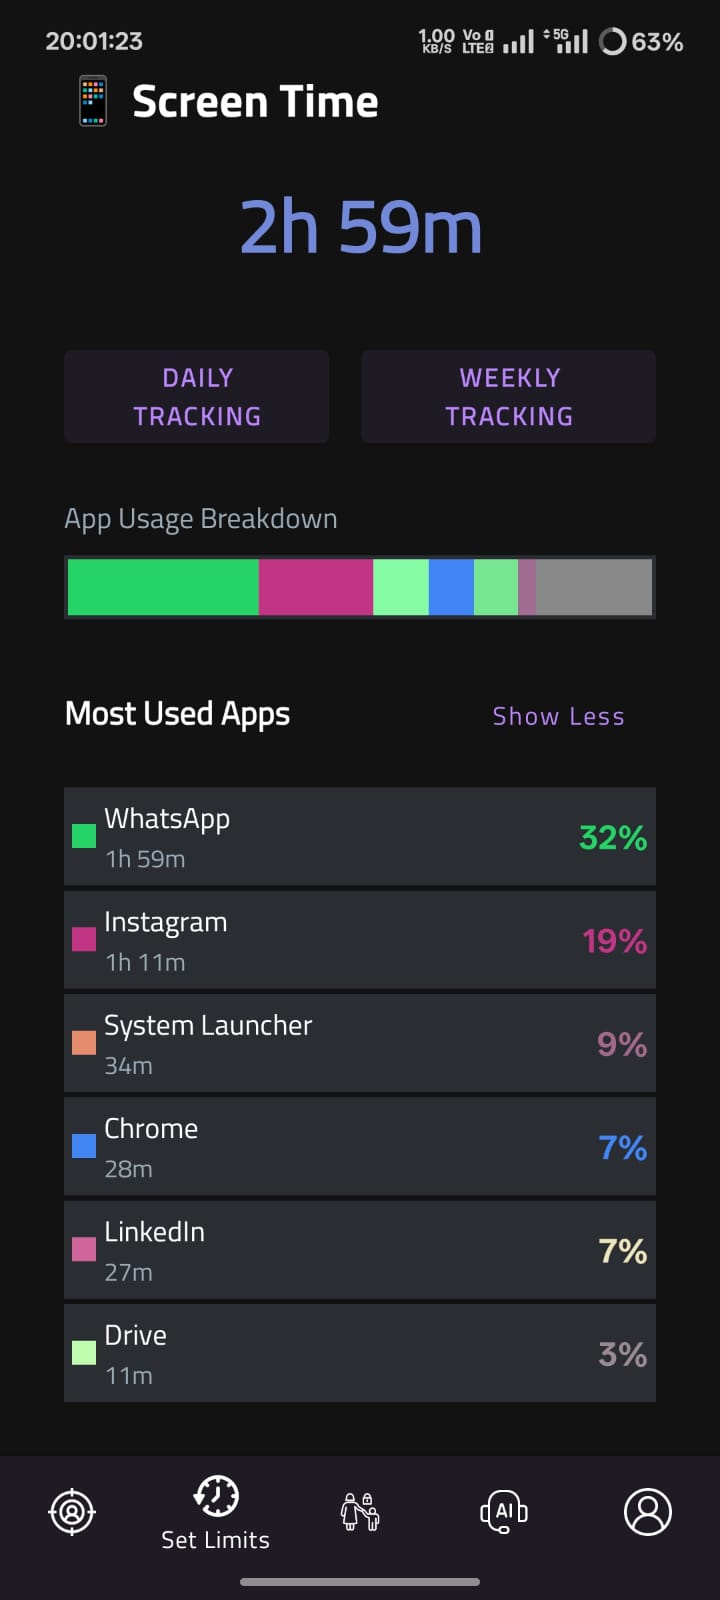 20:01:23
1.00 KB/S Vo LTE2 5G 63%
Screen Time
2h 59m
DAILY
TRACKING
WEEKLY
TRACKING
App Usage Breakdown
Most Used Apps
Show Less
WhatsApp
1h 59m
32%
Instagram
1h 11m
19%
System Launcher
34m
9%
Chrome
28m
7%
LinkedIn
27m
7%
Drive
11m
3%
AI
Set Limits